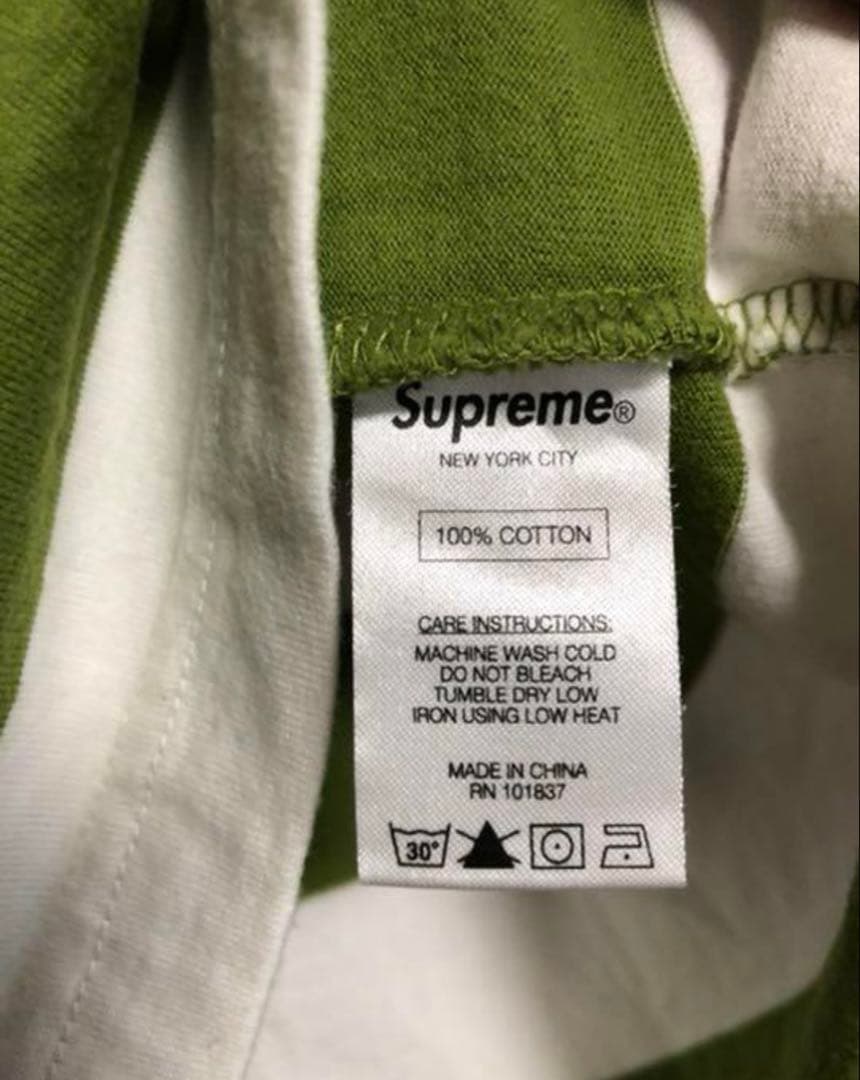 Supreme®
NEW YORK CITY
100% COTTON
CARE INSTRUCTIONS:
MACHINE WASH COLD
DO NOT BLEACH
TUMBLE DRY LOW
IRON USING LOW HEAT
MADE IN CHINA
RN 101837
30°